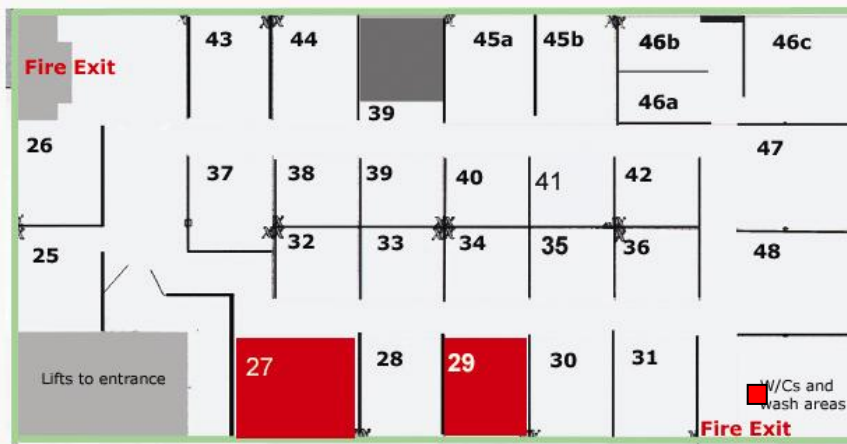 43
44
45a
45b
46b
46c
Fire Exit
46a
39
26
37
38
39
40
41
42
47
25
32
33
34
35
36
48
27
28
29
30
31
Lifts to entrance
W/Cs and
wash areas
Fire Exit